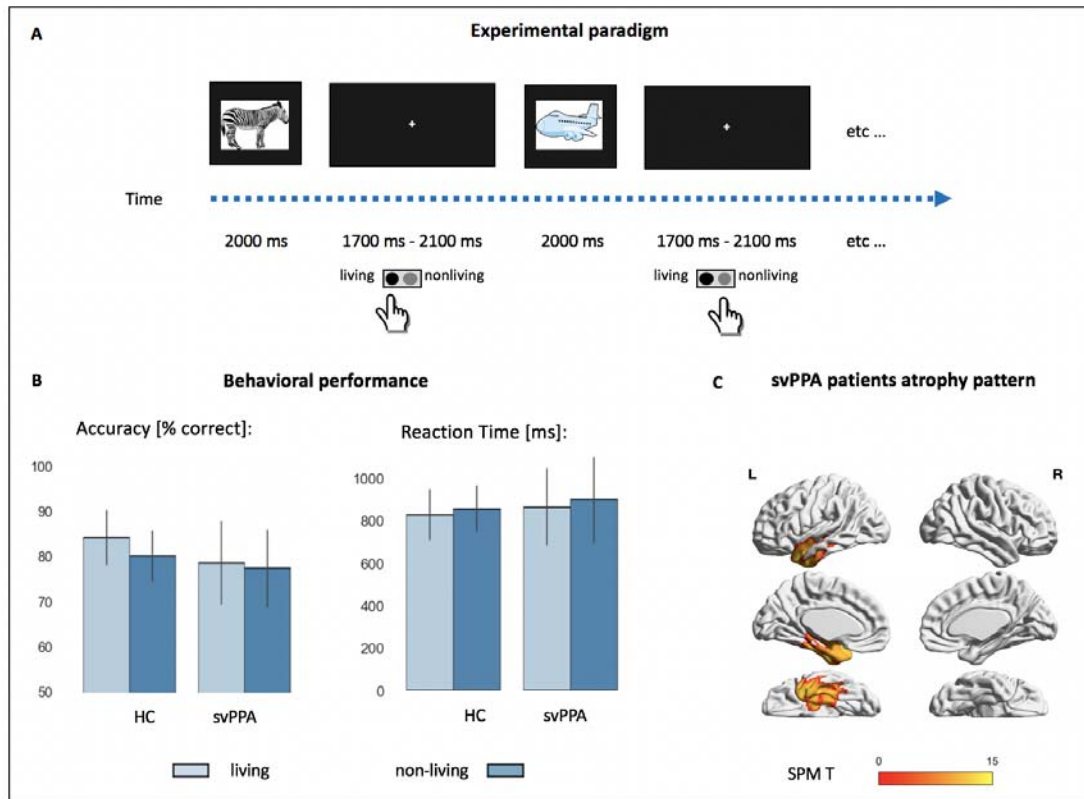 A
Experimental paradigm
etc ...
Time
2000 ms
1700 ms - 2100 ms
2000 ms
1700 ms - 2100 ms
etc ...
living
nonliving
living
nonliving
B
Behavioral performance
Accuracy [% correct]:
100
90
80
70
60
50
HC
svPPA
Reaction Time [ms]:
1000
800
600
400
200
0
HC
svPPA
living
non-living
C
svPPA patients atrophy pattern
L
R
SPM T
0
15